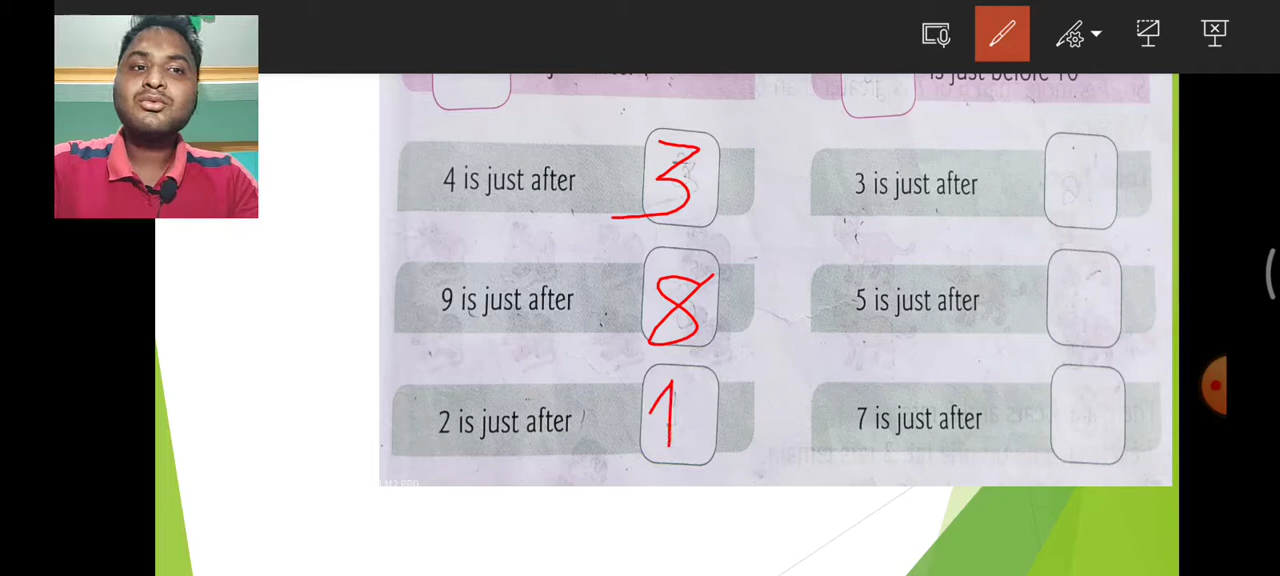 is just before 10
4 is just after 3
3 is just after
9 is just after 8
5 is just after
2 is just after 1
7 is just after